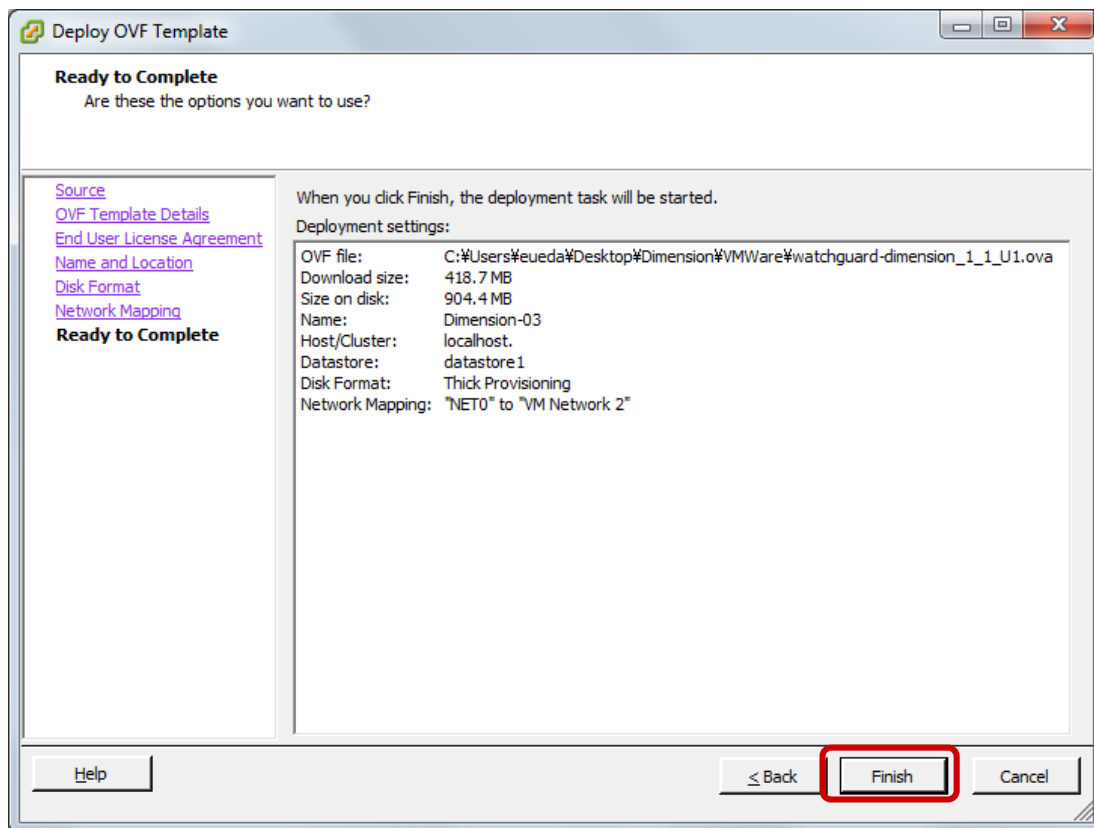 Deploy OVF Template
Ready to Complete
Are these the options you want to use?
Source
OVF Template Details
End User License Agreement
Name and Location
Disk Format
Network Mapping
Ready to Complete
When you click Finish, the deployment task will be started.
Deployment settings:
OVF file: C:¥Users¥eueda¥Desktop¥Dimension¥VMWare¥watchguard-dimension_1_1_U1.ova
Download size: 418.7 MB
Size on disk: 904.4 MB
Name: Dimension-03
Host/Cluster: localhost.
Datastore: datastore1
Disk Format: Thick Provisioning
Network Mapping: "NET0" to "VM Network 2"
Help
< Back
Finish
Cancel